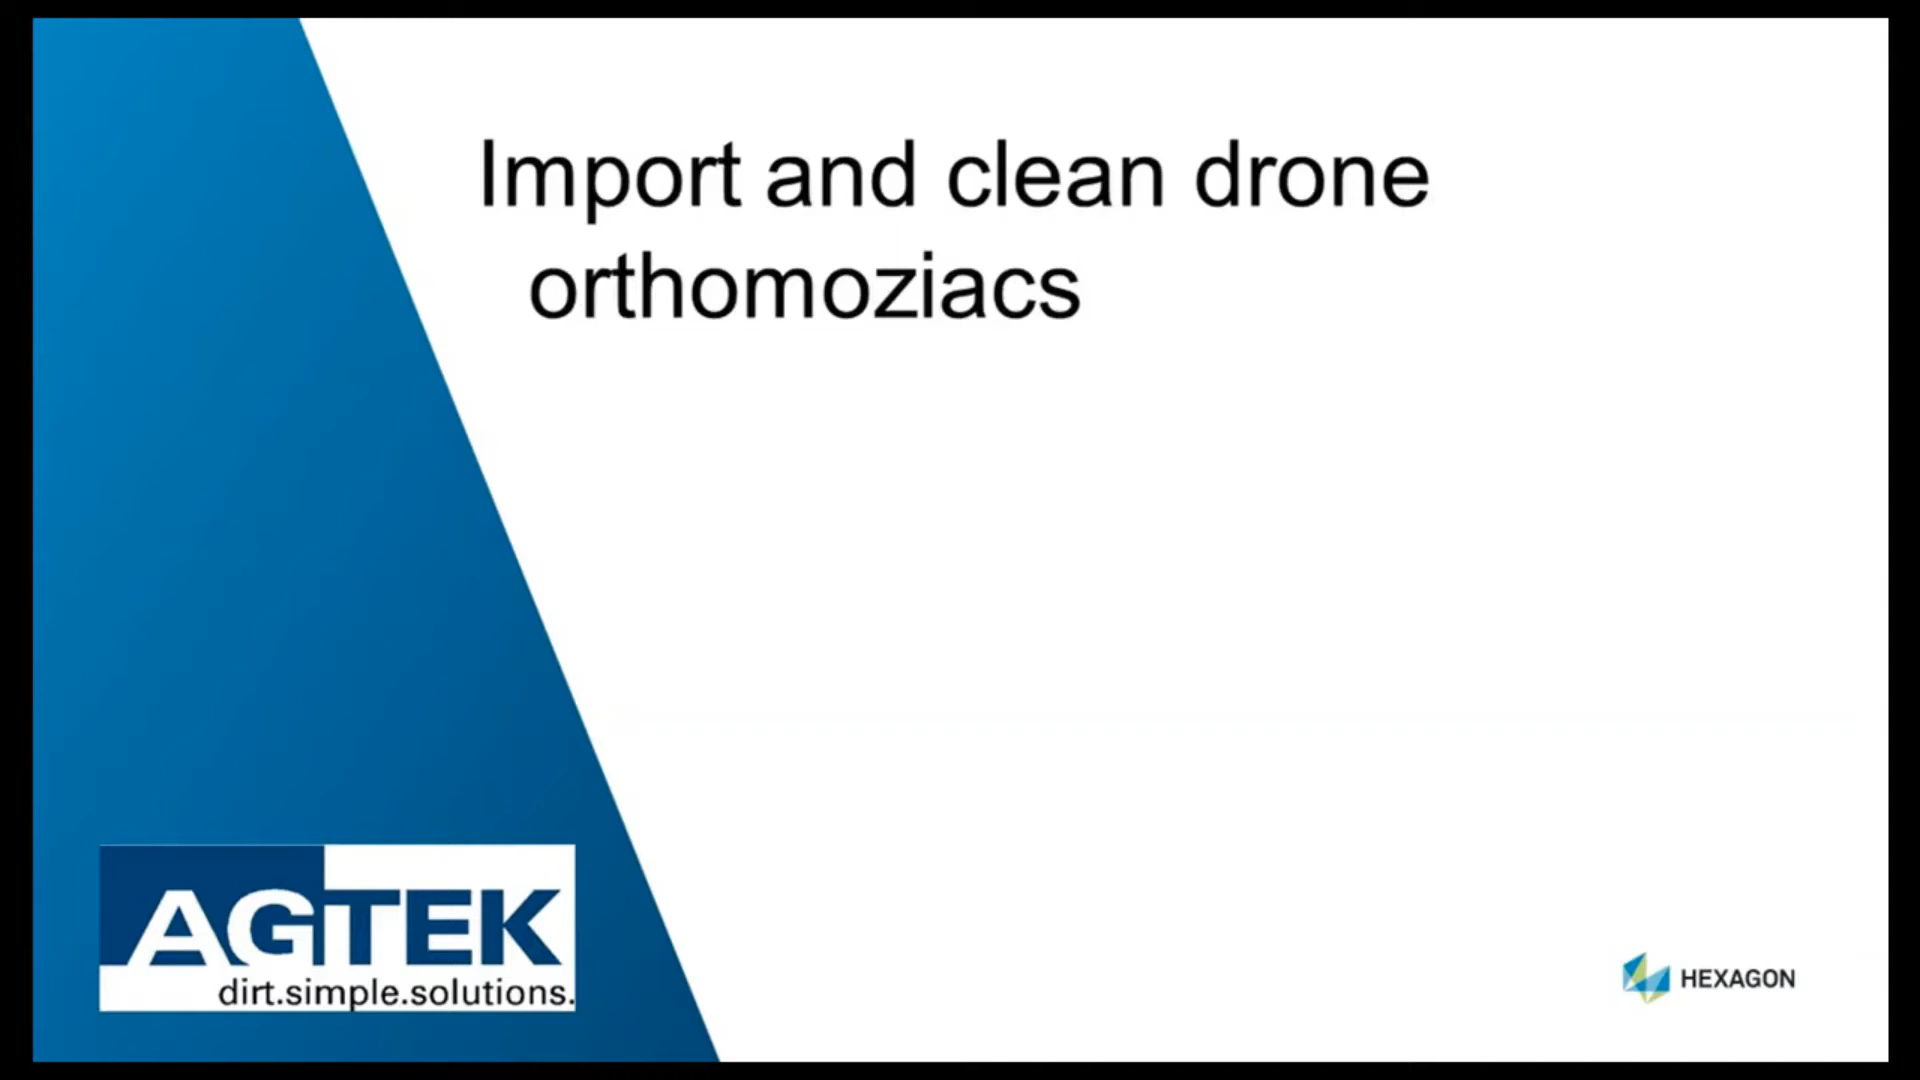 Import and clean drone
orthomoziacs
AGTEK
dirt.simple.solutions.
HEXAGON